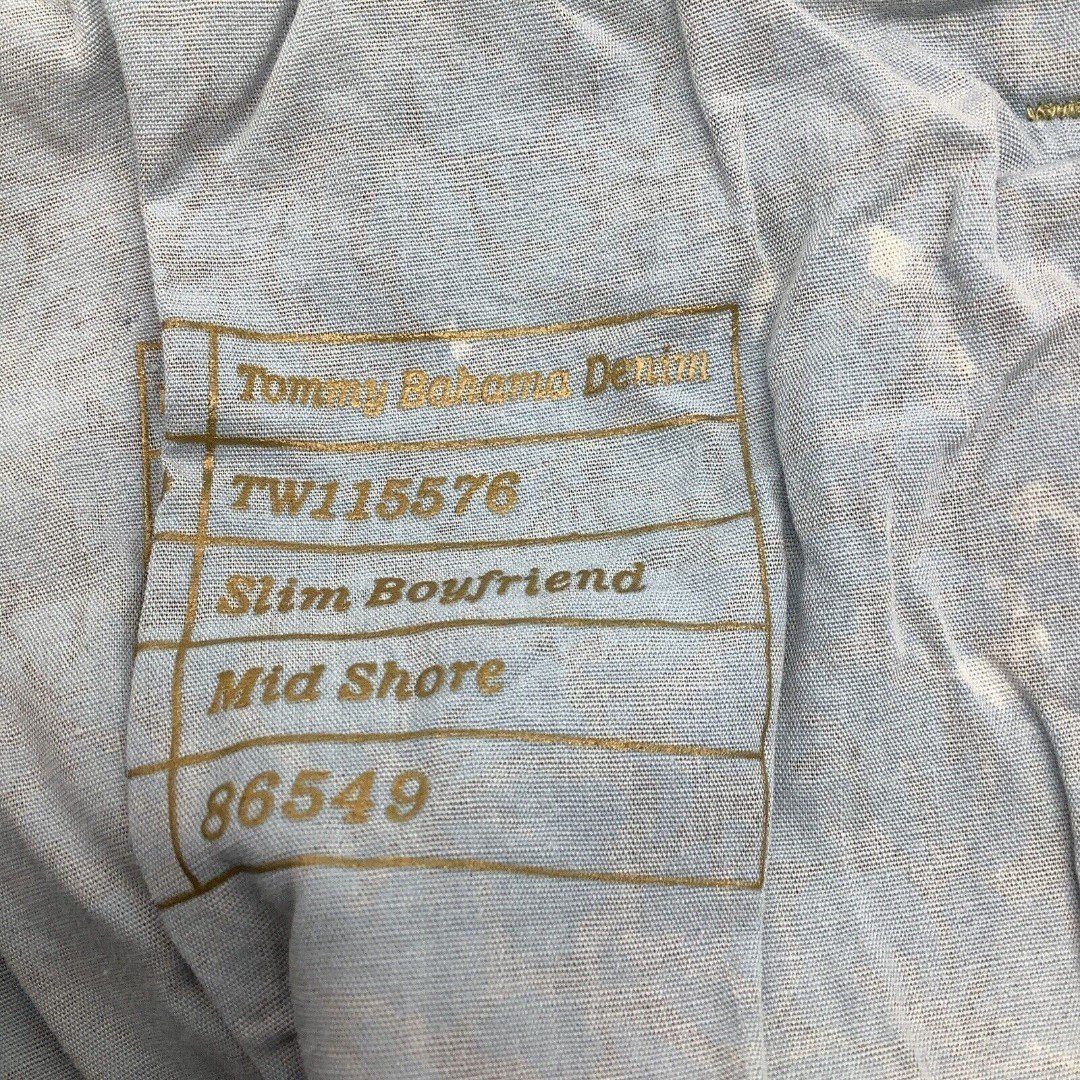 Tommy Bahama Denim
TW115576
Slim Boyfriend
Mid Shore
86549